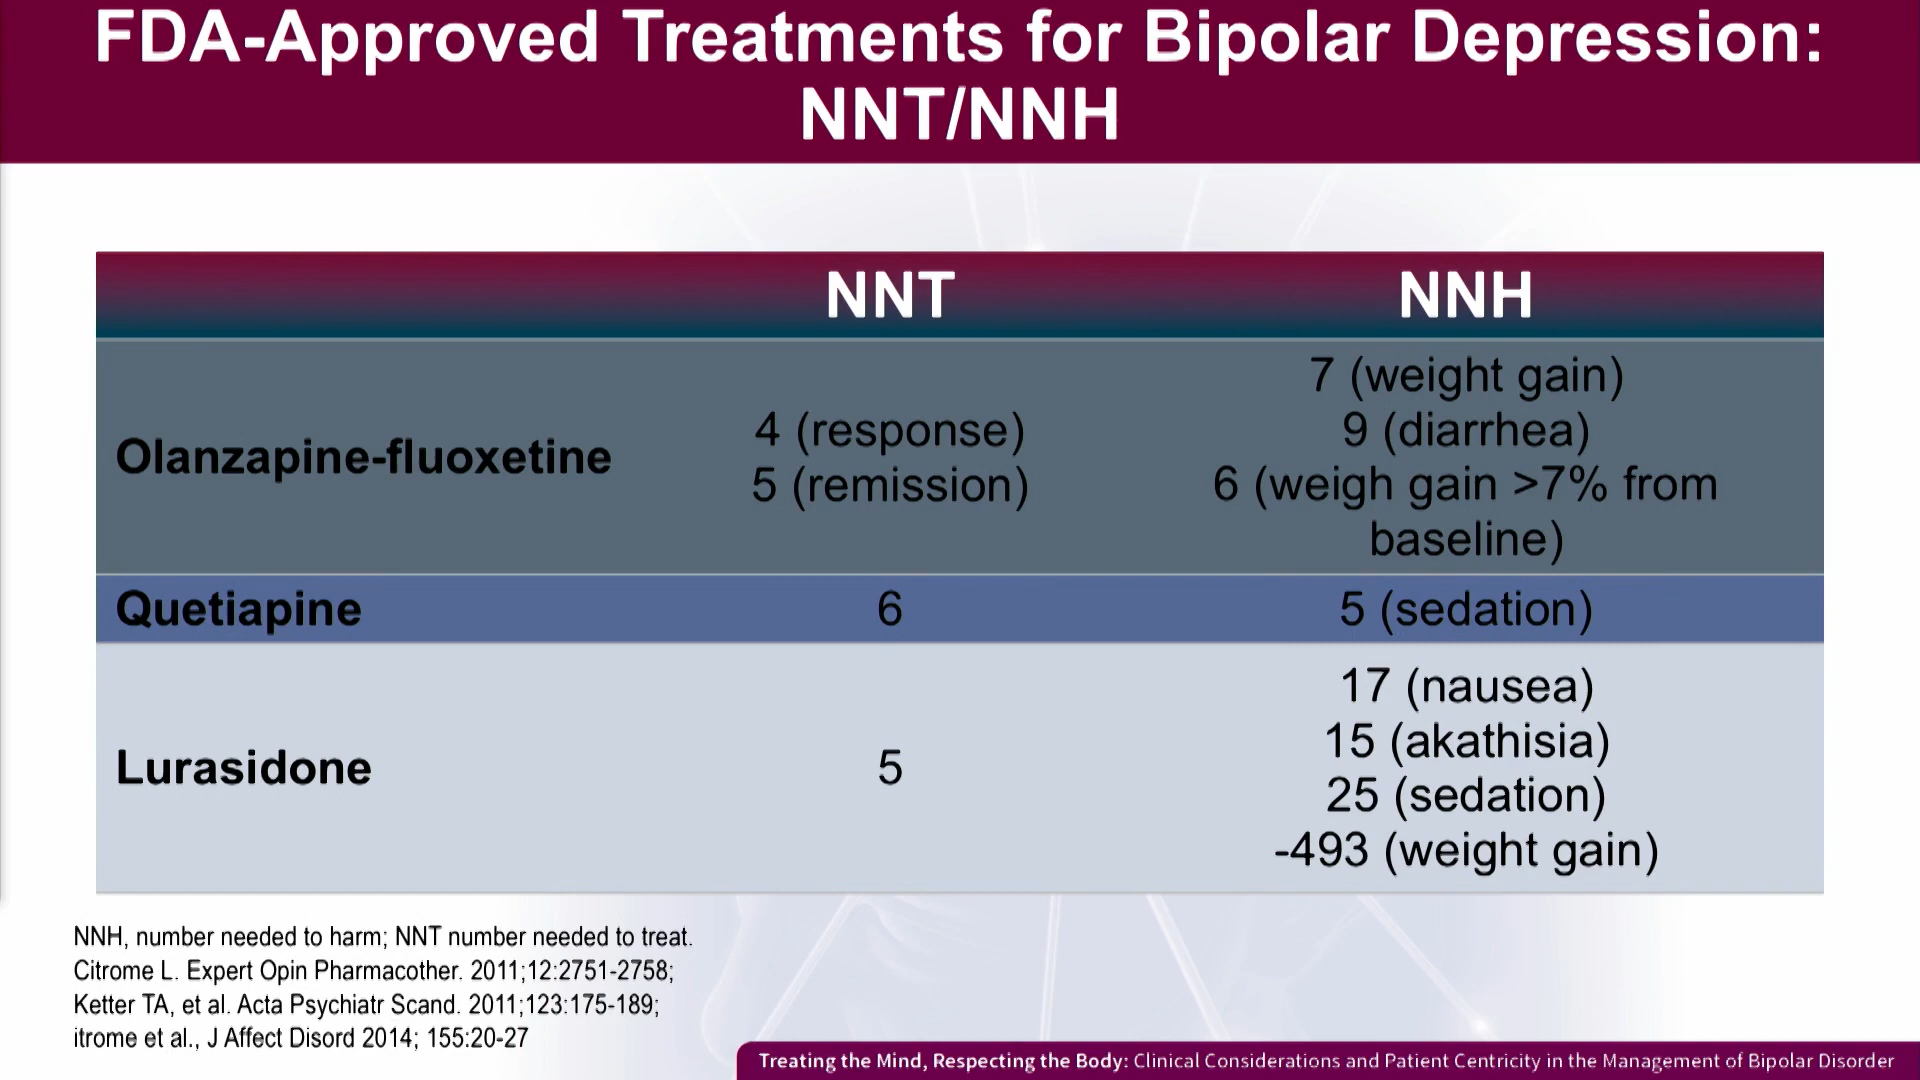 FDA-Approved Treatments for Bipolar Depression:
NNT/NNH
NNT NNH
Olanzapine-fluoxetine
4 (response)
5 (remission)
7 (weight gain)
9 (diarrhea)
6 (weigh gain >7% from
baseline)
Quetiapine 6 5 (sedation)
Lurasidone 5
17 (nausea)
15 (akathisia)
25 (sedation)
-493 (weight gain)
NNH, number needed to harm; NNT number needed to treat.
Citrome L. Expert Opin Pharmacother. 2011;12:2751-2758;
Ketter TA, et al. Acta Psychiatr Scand. 2011;123:175-189;
itrome et al., J Affect Disord 2014; 155:20-27
Treating the Mind, Respecting the Body: Clinical Considerations and Patient Centricity in the Management of Bipolar Disorder